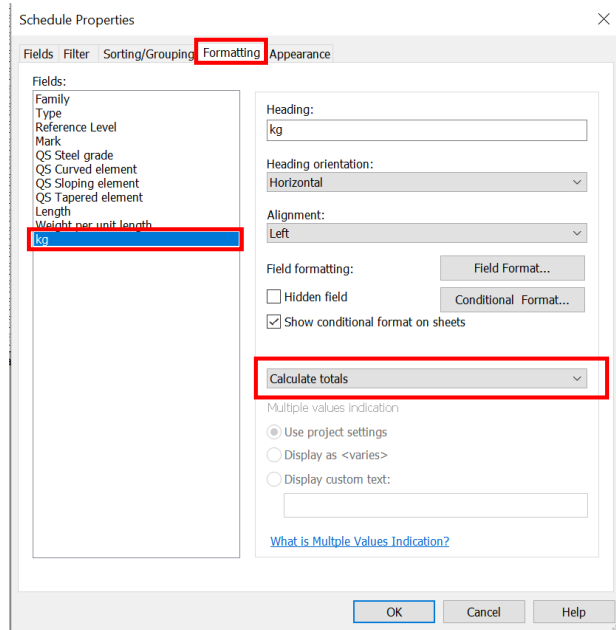 Schedule Properties
Fields Filter Sorting/Grouping Formatting Appearance
Fields:
Family
Type
Reference Level
Mark
QS Steel grade
QS Curved element
QS Sloping element
QS Tapered element
Length
Weight per unit length
kg
Heading:
kg
Heading orientation:
Horizontal
Alignment:
Left
Field formatting:
Field Format...
Hidden field
Conditional Format...
Show conditional format on sheets
Calculate totals
Multiple values indication
Use project settings
Display as <varies>
Display custom text:
What is Multple Values Indication?
OK Cancel Help